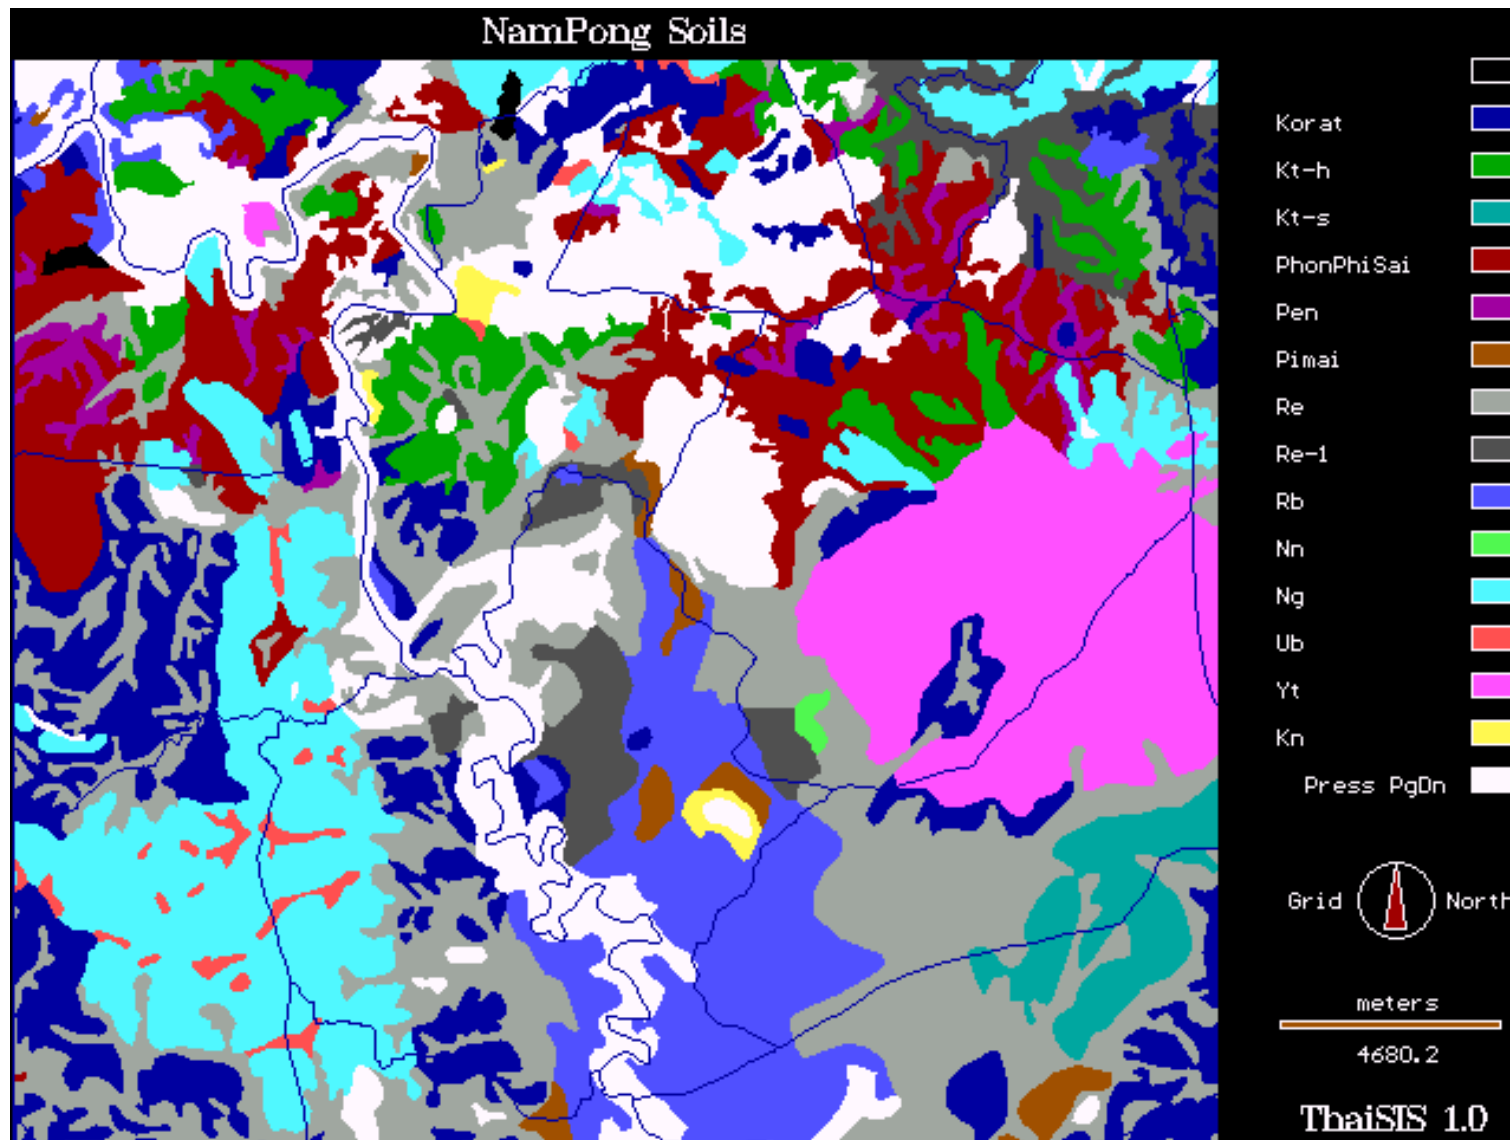 NamPong Soils
Korat
Kt-h
Kt-s
PhonPhiSai
Pen
Pimai
Re
Re-1
Rb
Nn
Ng
Ub
Yt
Kn
Press PgDn
Grid North
meters
4680.2
ThaiSIS 1.0